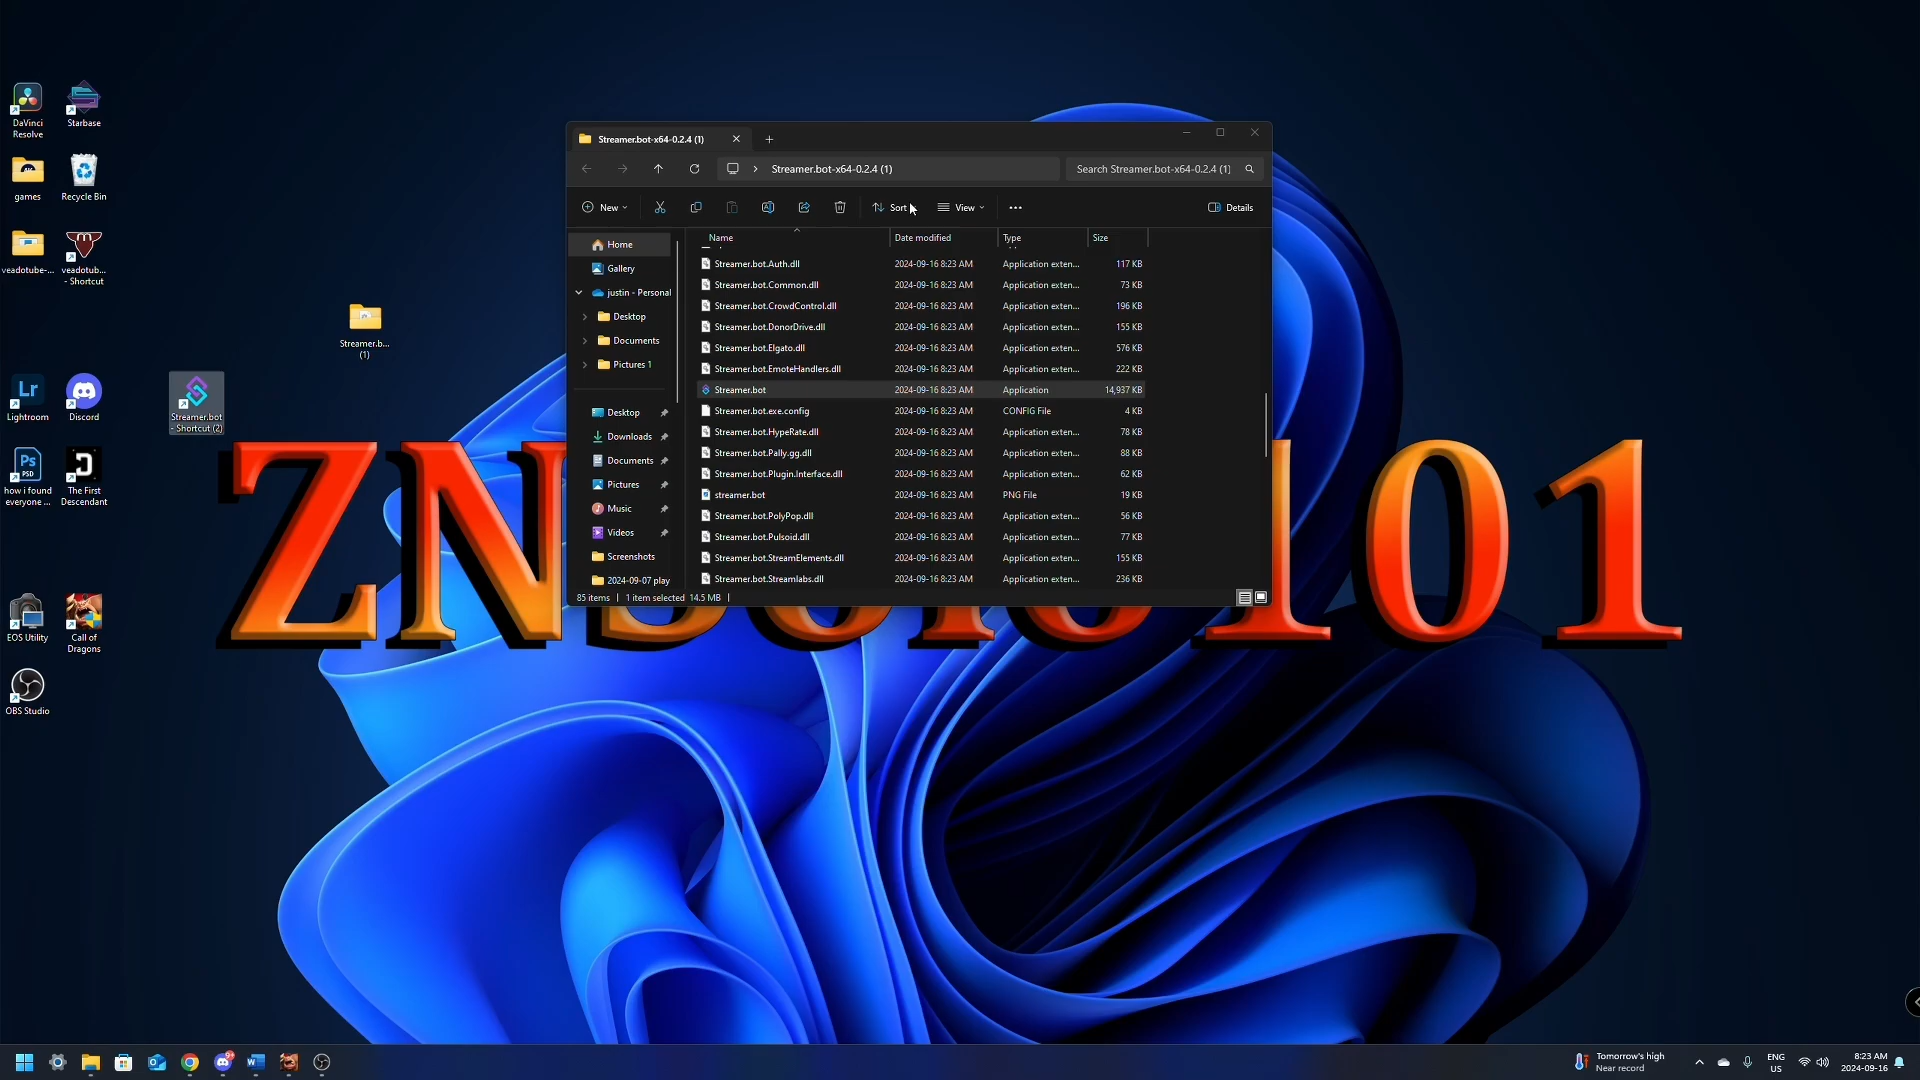 DaVinci
Resolve
Starbase
games
Recycle Bin
veadotube-...
veadotub...
- Shortcut
Streamer.b...
(1)
Lightroom
Discord
Streamer.bot
- Shortcut (2)
how i found
everyone ...
The First
Descendant
EOS Utility
Call of
Dragons
OBS Studio
Lr
Ps
PSD
ZN
101
Streamer.bot-x64-0.2.4 (1)
Streamer.bot-x64-0.2.4 (1)
Search Streamer.bot-x64-0.2.4 (1)
New
Sort
View
Details
Home
Gallery
justin - Personal
Desktop
Documents
Pictures 1
Desktop
Downloads
Documents
Pictures
Music
Videos
Screenshots
2024-09-07 play
Name Date modified Type Size
Streamer.bot.Auth.dll 2024-09-16 8:23 AM Application exten... 117 KB
Streamer.bot.Common.dll 2024-09-16 8:23 AM Application exten... 73 KB
Streamer.bot.CrowdControl.dll 2024-09-16 8:23 AM Application exten... 196 KB
Streamer.bot.DonorDrive.dll 2024-09-16 8:23 AM Application exten... 155 KB
Streamer.bot.Elgato.dll 2024-09-16 8:23 AM Application exten... 576 KB
Streamer.bot.EmoteHandlers.dll 2024-09-16 8:23 AM Application exten... 222 KB
Streamer.bot 2024-09-16 8:23 AM Application 14,937 KB
Streamer.bot.exe.config 2024-09-16 8:23 AM CONFIG File 4 KB
Streamer.bot.HypeRate.dll 2024-09-16 8:23 AM Application exten... 78 KB
Streamer.bot.Pally.gg.dll 2024-09-16 8:23 AM Application exten... 88 KB
Streamer.bot.Plugin.Interface.dll 2024-09-16 8:23 AM Application exten... 62 KB
streamer.bot 2024-09-16 8:23 AM PNG File 19 KB
Streamer.bot.PolyPop.dll 2024-09-16 8:23 AM Application exten... 56 KB
Streamer.bot.Pulsoid.dll 2024-09-16 8:23 AM Application exten... 77 KB
Streamer.bot.StreamElements.dll 2024-09-16 8:23 AM Application exten... 155 KB
Streamer.bot.Streamlabs.dll 2024-09-16 8:23 AM Application exten... 236 KB
85 items | 1 item selected 14.5 MB |
Tomorrow's high
Near record
ENG
US
8:23 AM
2024-09-16